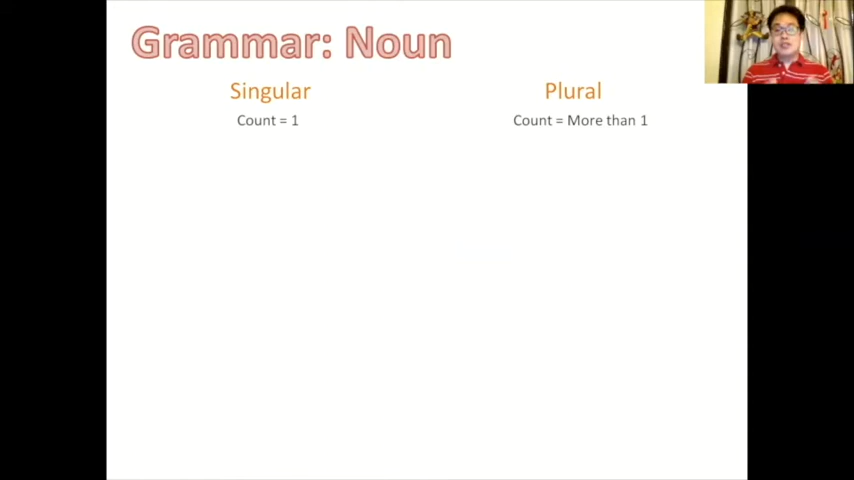 Grammar: Noun
Singular
Plural
Count = 1
Count = More than 1